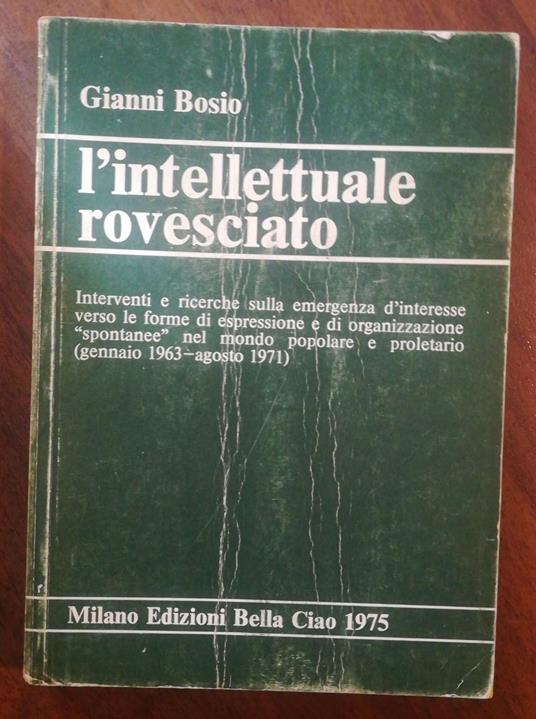 Gianni Bosio
l'intellettuale
rovesciato
Interventi e ricerche sulla emergenza d'interesse
verso le forme di espressione e di organizzazione
“spontanee” nel mondo popolare e proletario
(gennaio 1963–agosto 1971)
Milano Edizioni Bella Ciao 1975